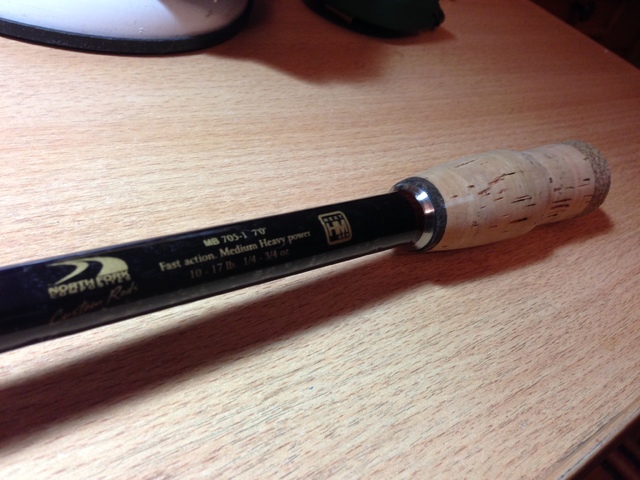 MB 705-1 7'0"
Fast action. Medium Heavy power
10 - 17 lb 1/4 - 3/4 oz
HM
Custom Rods